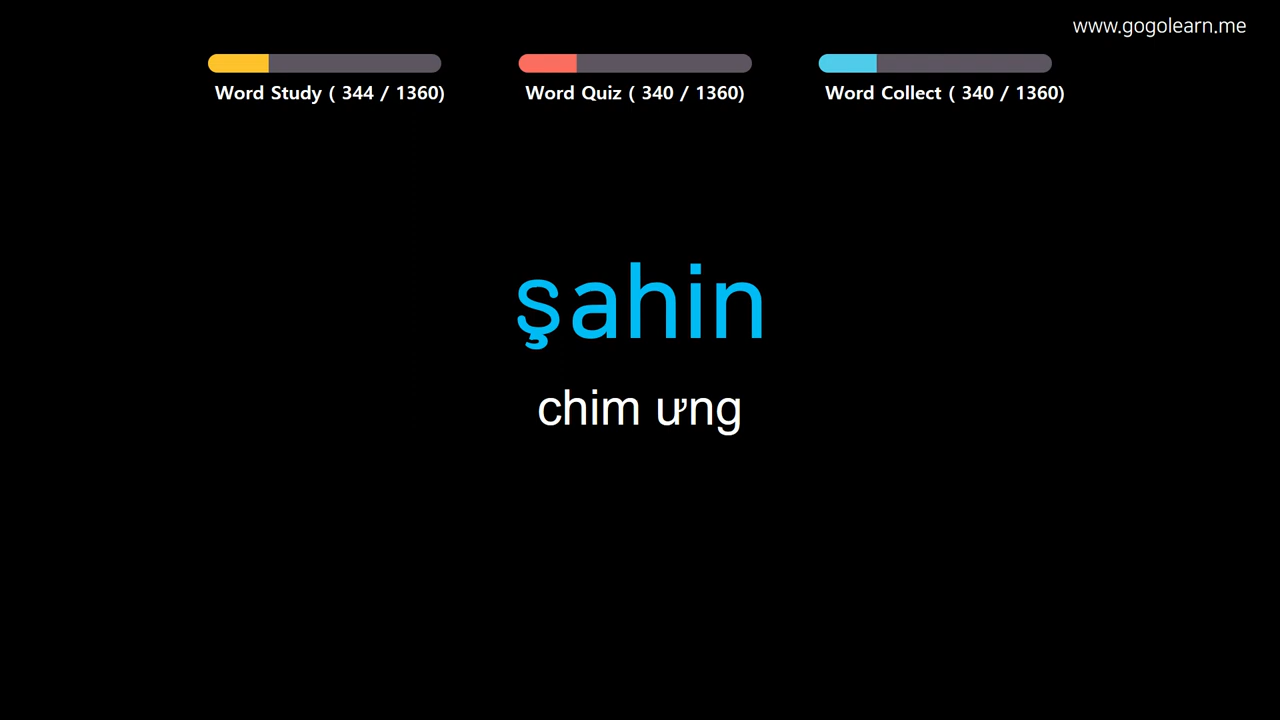 www.gogolearn.me
Word Study ( 344 / 1360)
Word Quiz ( 340 / 1360)
Word Collect ( 340 / 1360)
şahin
chim ưng